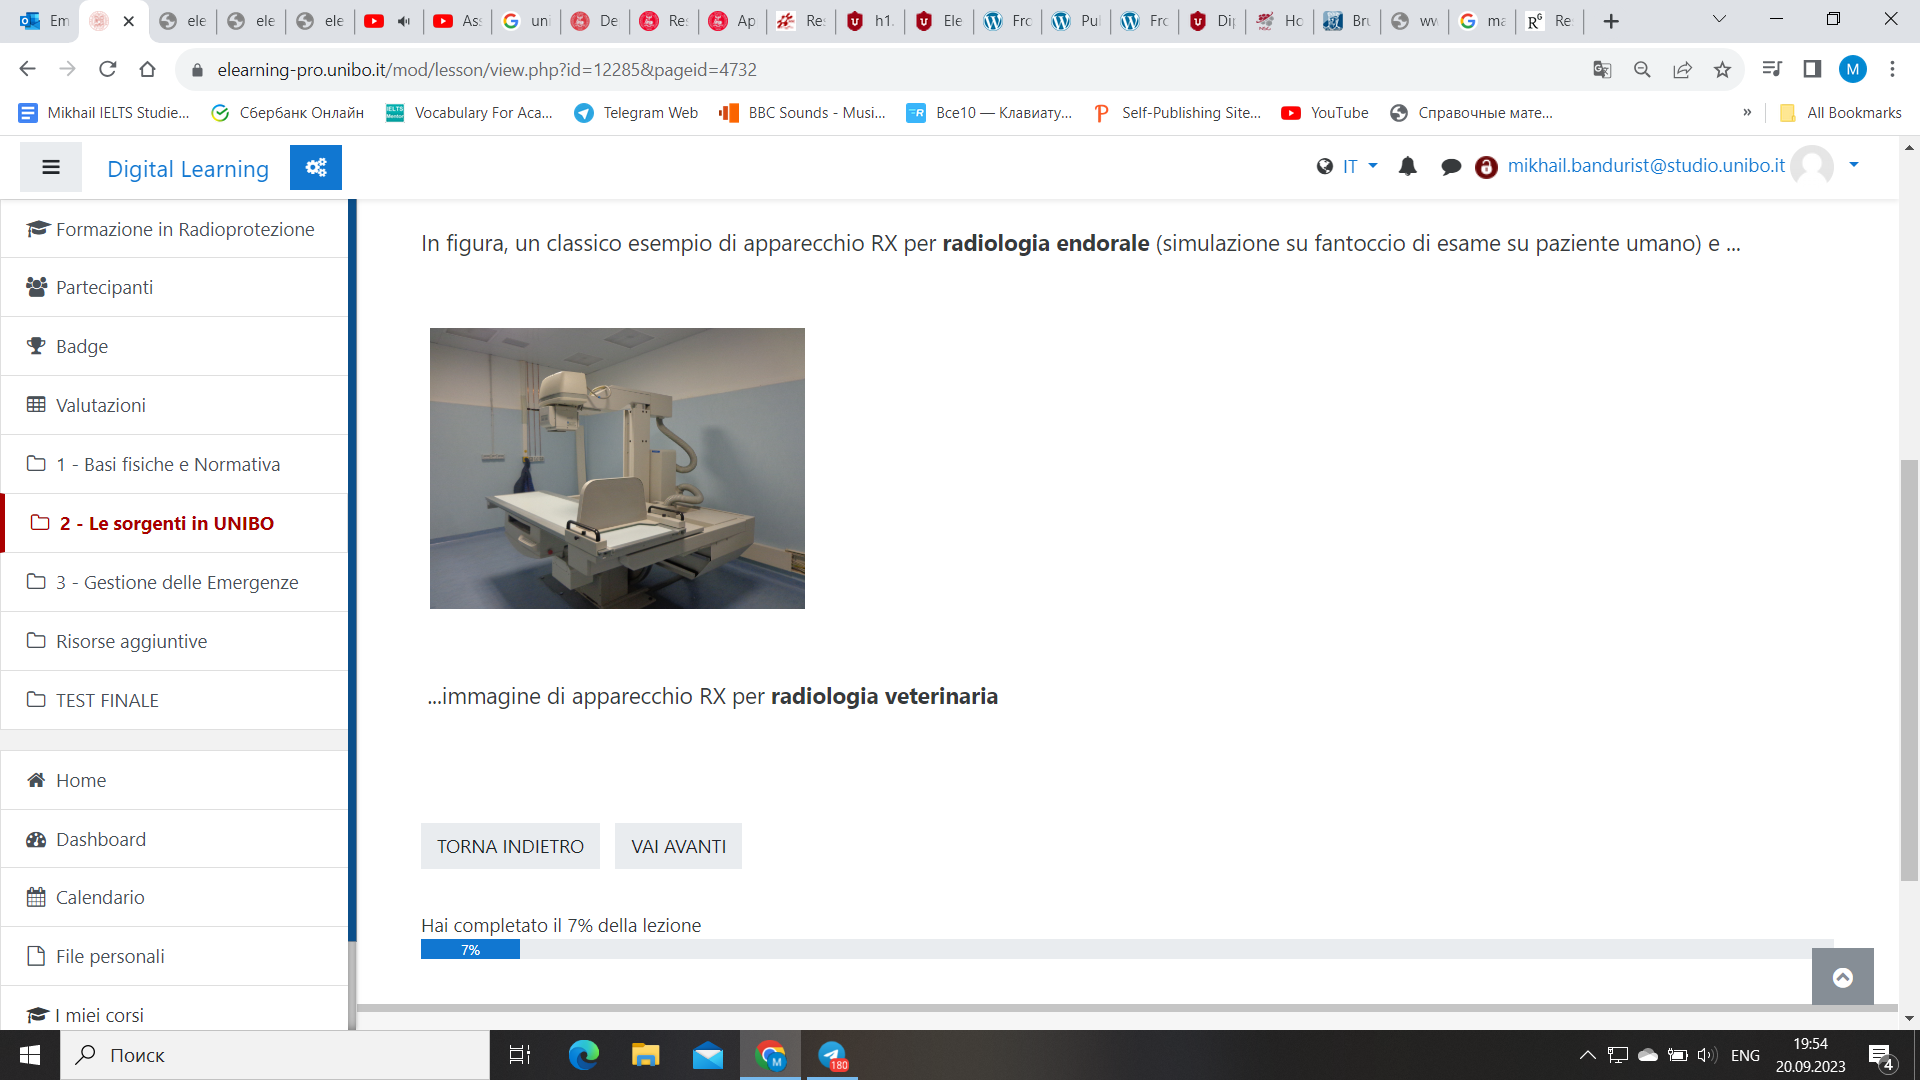 Em
ele
ele
ele
Ass
uni
De
Res
Ap
Res
h1.
Ele
Fro
Pul
Fro
Dip
Ho
Bru
ww
ma
Re
elearning-pro.unibo.it/mod/lesson/view.php?id=12285&pageid=4732
M
Mikhail IELTS Studie...
Сбербанк Онлайн
Vocabulary For Aca...
Telegram Web
BBC Sounds - Musi...
Все10 — Клавиату...
Self-Publishing Site...
YouTube
Справочные мате...
»
All Bookmarks
Digital Learning
IT
mikhail.bandurist@studio.unibo.it
Formazione in Radioprotezione
Partecipanti
Badge
Valutazioni
1 - Basi fisiche e Normativa
2 - Le sorgenti in UNIBO
3 - Gestione delle Emergenze
Risorse aggiuntive
TEST FINALE
Home
Dashboard
Calendario
File personali
I miei corsi
In figura, un classico esempio di apparecchio RX per radiologia endorale (simulazione su fantoccio di esame su paziente umano) e ...
...immagine di apparecchio RX per radiologia veterinaria
TORNA INDIETRO
VAI AVANTI
Hai completato il 7% della lezione
7%
Поиск
M
180
ENG
19:54
20.09.2023
4